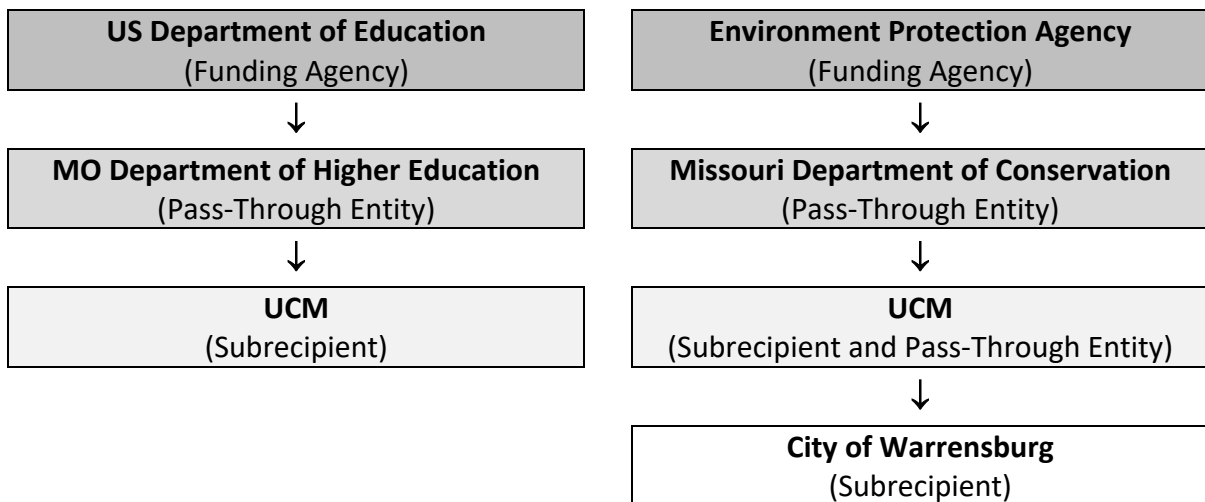 US Department of Education
(Funding Agency)
↓
MO Department of Higher Education
(Pass-Through Entity)
↓
UCM
(Subrecipient)
Environment Protection Agency
(Funding Agency)
↓
Missouri Department of Conservation
(Pass-Through Entity)
↓
UCM
(Subrecipient and Pass-Through Entity)
↓
City of Warrensburg
(Subrecipient)